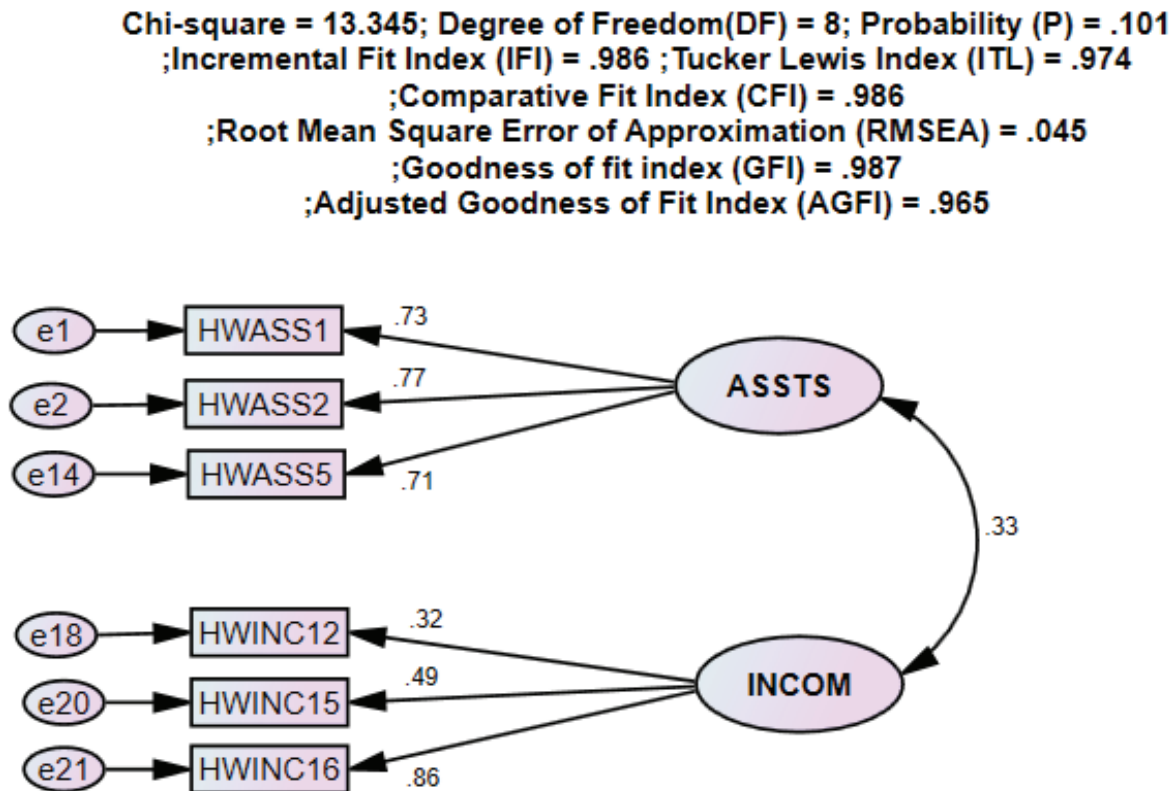 Chi-square = 13.345; Degree of Freedom(DF) = 8; Probability (P) = .101
;Incremental Fit Index (IFI) = .986 ;Tucker Lewis Index (ITL) = .974
;Comparative Fit Index (CFI) = .986
;Root Mean Square Error of Approximation (RMSEA) = .045
;Goodness of fit index (GFI) = .987
;Adjusted Goodness of Fit Index (AGFI) = .965
e1 HWASS1 .73
e2 HWASS2 .77 ASSTS
e14 HWASS5 .71
.33
e18 HWINC12 .32
e20 HWINC15 .49 INCOM
e21 HWINC16 .86